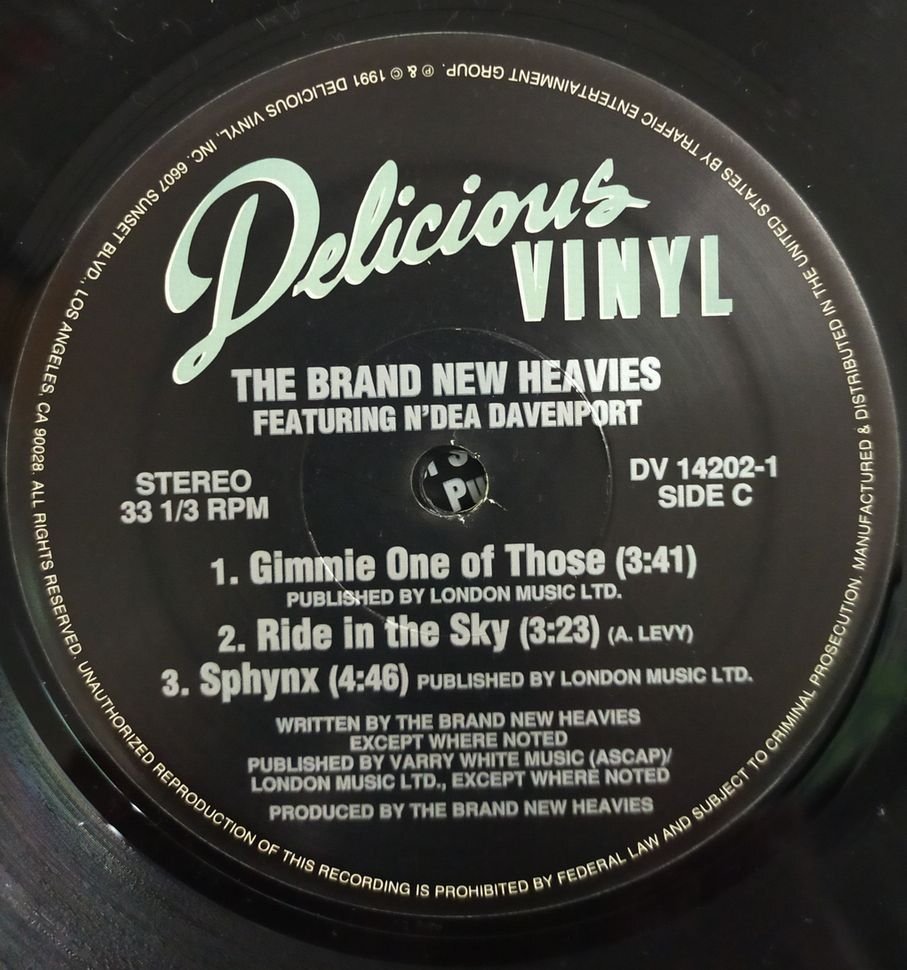 Delicious
VINYL
THE BRAND NEW HEAVIES
FEATURING N'DEA DAVENPORT
STEREO
33 1/3 RPM
DV 14202-1
SIDE C
1. Gimmie One of Those (3:41)
PUBLISHED BY LONDON MUSIC LTD.
2. Ride in the Sky (3:23) (A. LEVY)
3. Sphynx (4:46) PUBLISHED BY LONDON MUSIC LTD.
WRITTEN BY THE BRAND NEW HEAVIES
EXCEPT WHERE NOTED
PUBLISHED BY VARRY WHITE MUSIC (ASCAP)/
LONDON MUSIC LTD., EXCEPT WHERE NOTED
PRODUCED BY THE BRAND NEW HEAVIES
℗ & © 1991 DELICIOUS VINYL, INC. 6607 SUNSET BLVD., LOS ANGELES, CA 90028. ALL RIGHTS RESERVED. UNAUTHORIZED REPRODUCTION OF THIS RECORDING IS PROHIBITED BY FEDERAL LAW AND SUBJECT TO CRIMINAL PROSECUTION. MANUFACTURED & DISTRIBUTED IN THE UNITED STATES BY TRAFFIC ENTERTAINMENT GROUP.